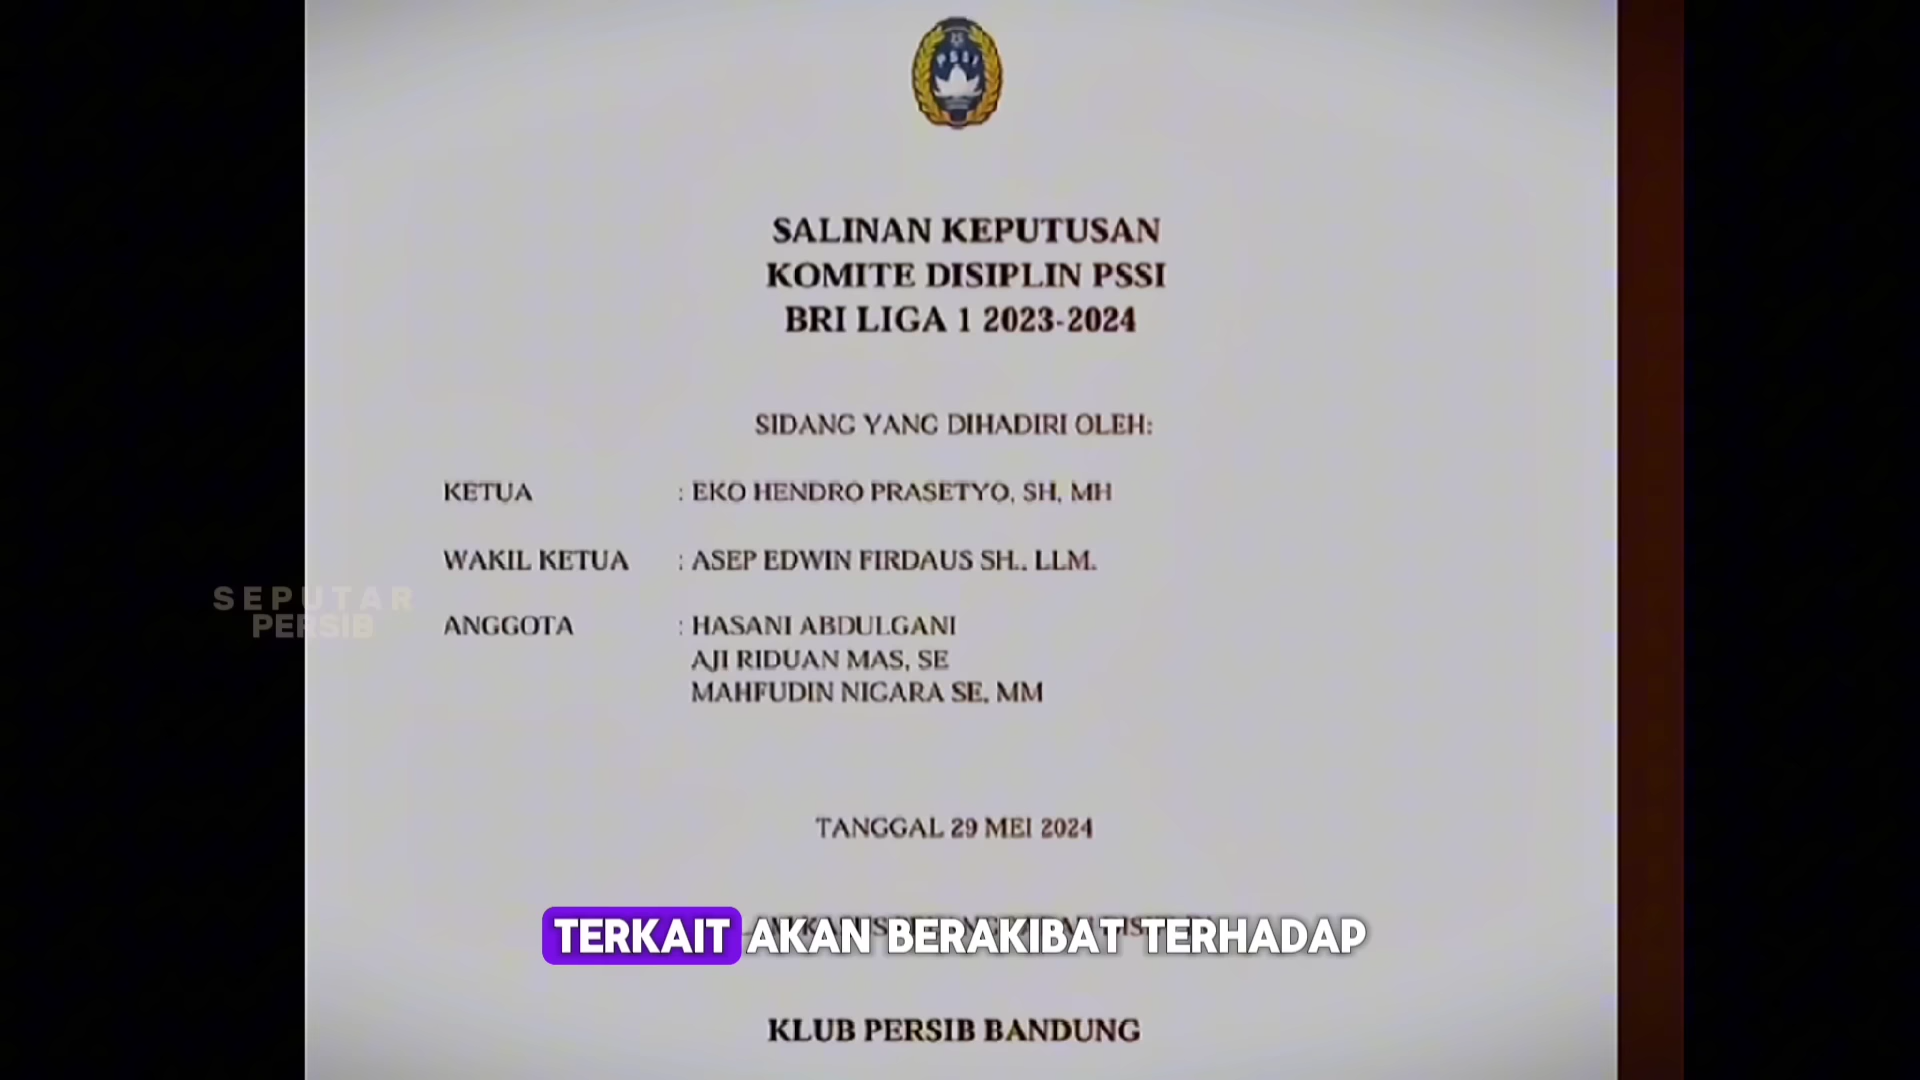 PSSI
SALINAN KEPUTUSAN
KOMITE DISIPLIN PSSI
BRI LIGA 1 2023-2024
SIDANG YANG DIHADIRI OLEH:
KETUA : EKO HENDRO PRASETYO, SH, MH
WAKIL KETUA : ASEP EDWIN FIRDAUS SH., LLM.
SEPUTAR
PERSIB
ANGGOTA : HASANI ABDULGANI
AJI RIDUAN MAS, SE
MAHFUDIN NIGARA SE, MM
TANGGAL 29 MEI 2024
TERKAIT AKAN BERAKIBAT TERHADAP
KLUB PERSIB BANDUNG